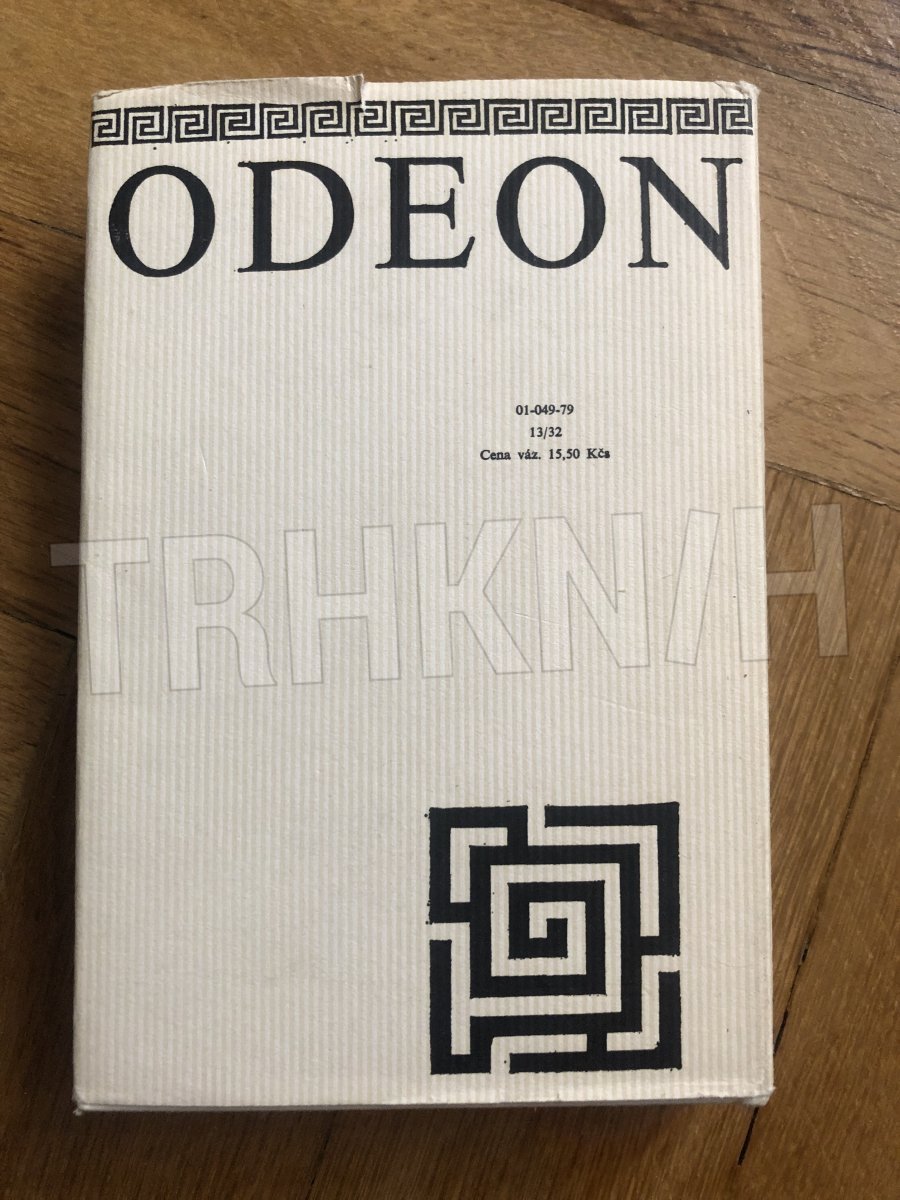 ODEON
01-049-79
13/32
Cena váz. 15,50 Kčs
TRHKNIH